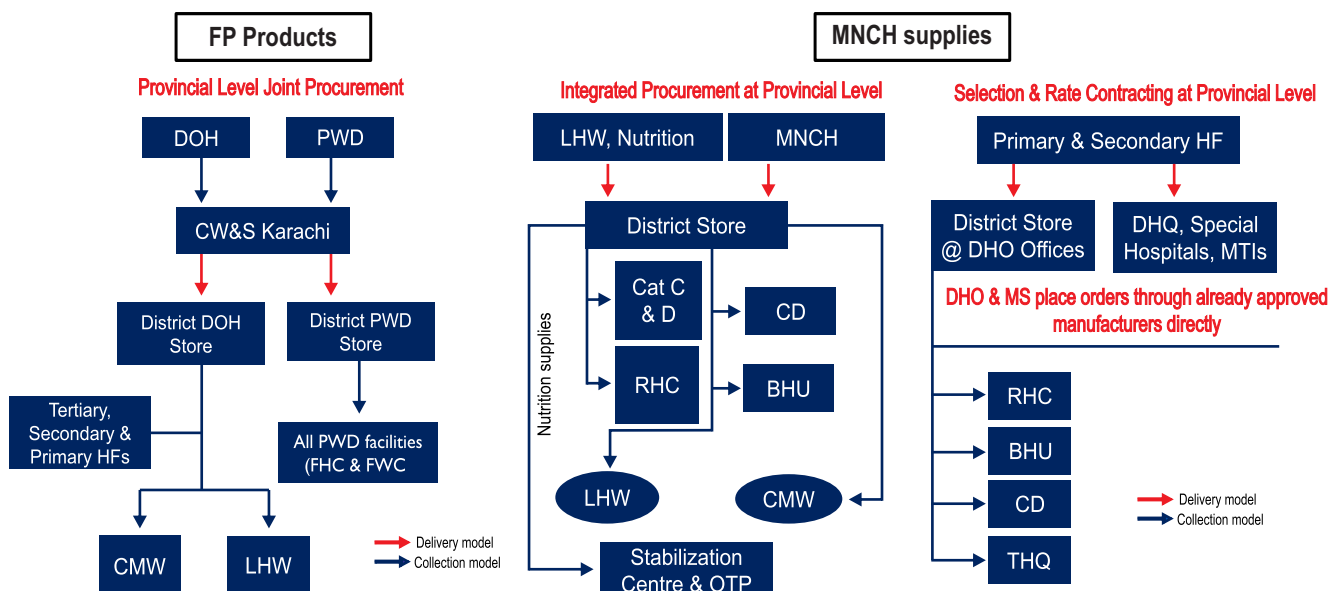 FP Products
Provincial Level Joint Procurement
DOH
PWD
CW&S Karachi
District DOH
Store
District PWD
Store
Tertiary,
Secondary &
Primary HFs
All PWD facilities
(FHC & FWC
CMW
LHW
Delivery model
Collection model
MNCH supplies
Integrated Procurement at Provincial Level
LHW, Nutrition
MNCH
District Store
Nutrition supplies
Cat C
& D
CD
RHC
BHU
LHW
CMW
Stabilization
Centre & OTP
Selection & Rate Contracting at Provincial Level
Primary & Secondary HF
District Store
@ DHO Offices
DHQ, Special
Hospitals, MTIs
DHO & MS place orders through already approved
manufacturers directly
RHC
BHU
CD
THQ
Delivery model
Collection model